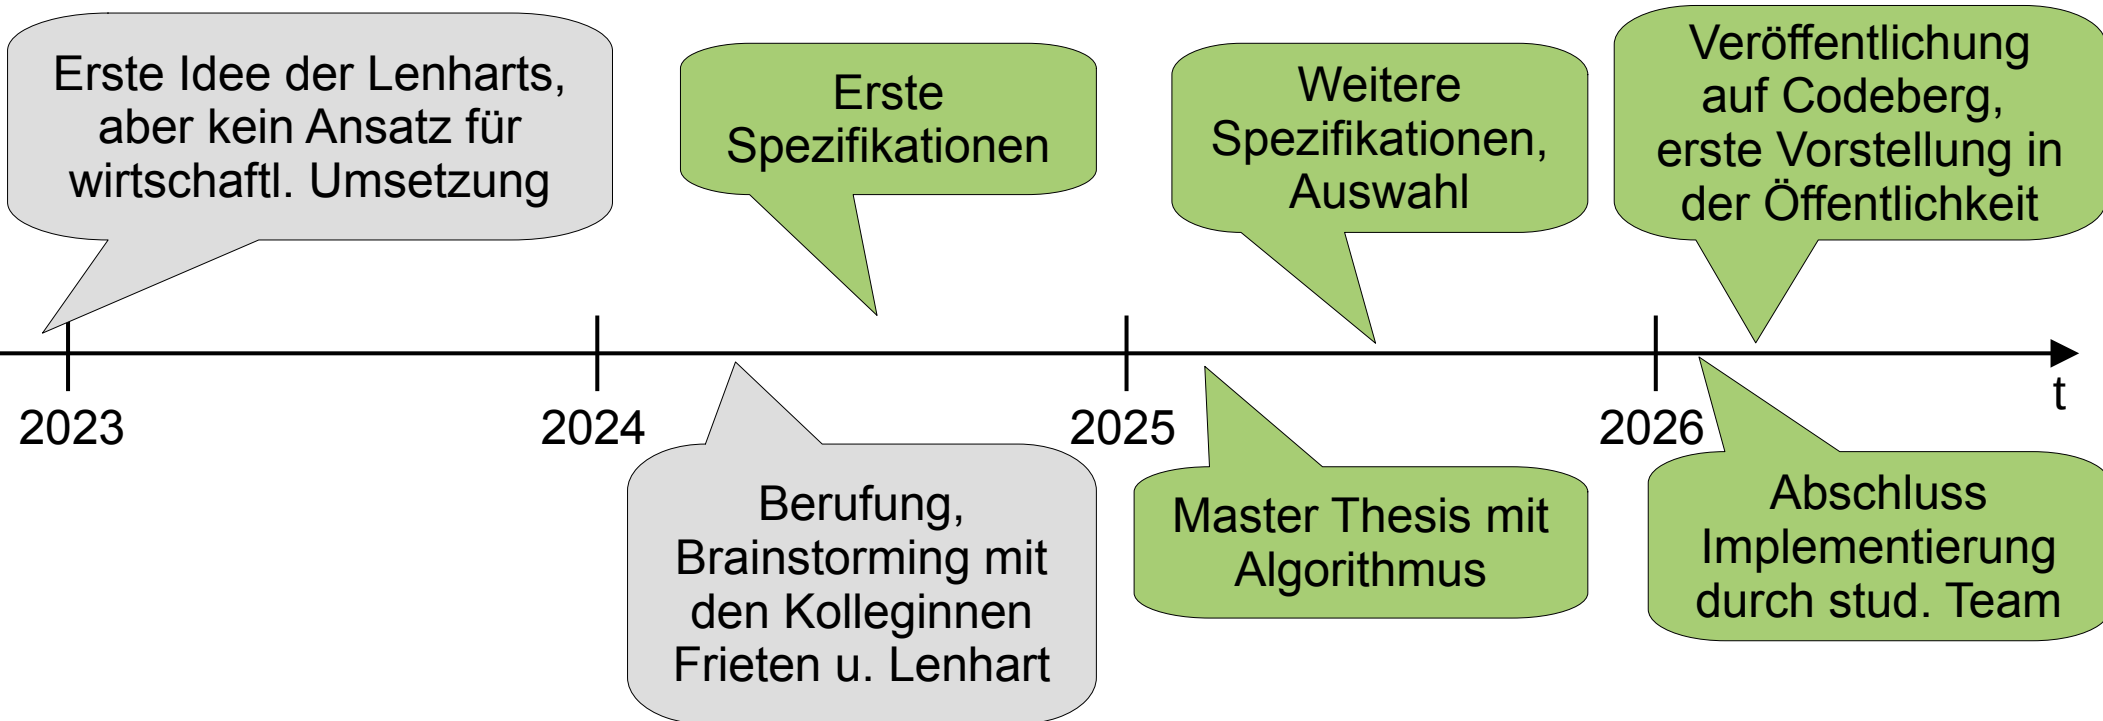 Erste Idee der Lenharts,
aber kein Ansatz für
wirtschaftl. Umsetzung
Erste
Spezifikationen
Weitere
Spezifikationen,
Auswahl
Veröffentlichung
auf Codeberg,
erste Vorstellung in
der Öffentlichkeit
2023
2024
2025
2026
t
Berufung,
Brainstorming mit
den Kolleginnen
Frieten u. Lenhart
Master Thesis mit
Algorithmus
Abschluss
Implementierung
durch stud. Team